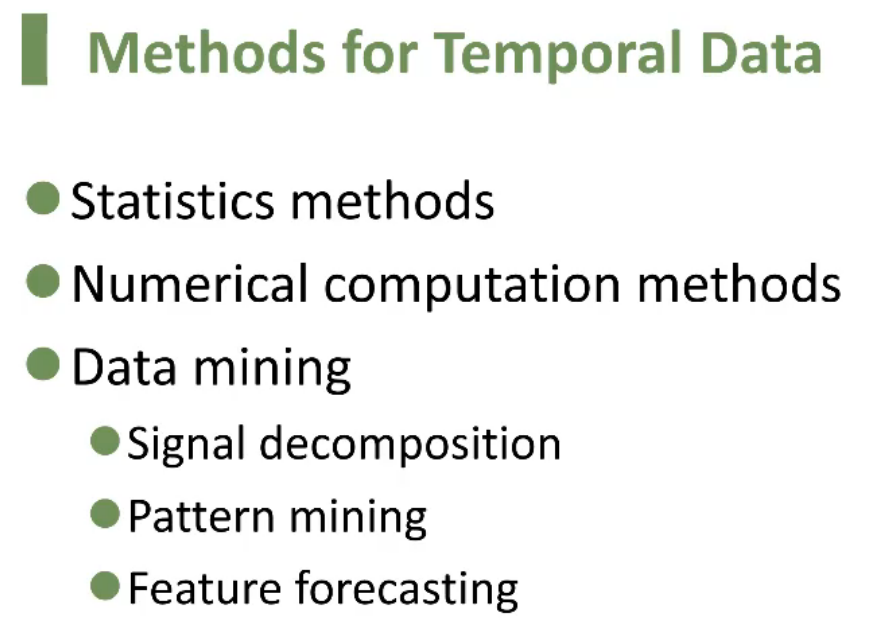 Methods for Temporal Data
Statistics methods
Numerical computation methods
Data mining
Signal decomposition
Pattern mining
Feature forecasting